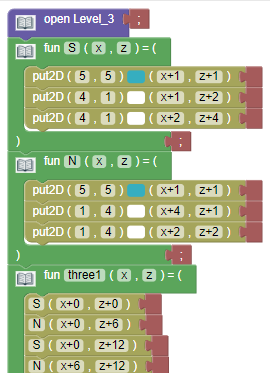 open Level_3 ;
fun S ( x , z ) = (
put2D ( 5 , 5 ) ( x+1 , z+1 )
put2D ( 4 , 1 ) ( x+1 , z+2 )
put2D ( 4 , 1 ) ( x+2 , z+4 )
) ;
fun N ( x , z ) = (
put2D ( 5 , 5 ) ( x+1 , z+1 )
put2D ( 1 , 4 ) ( x+4 , z+1 )
put2D ( 1 , 4 ) ( x+2 , z+2 )
) ;
fun three1 ( x , z ) = (
S ( x+0 , z+0 )
N ( x+0 , z+6 )
S ( x+0 , z+12 )
N ( x+6 , z+12 )